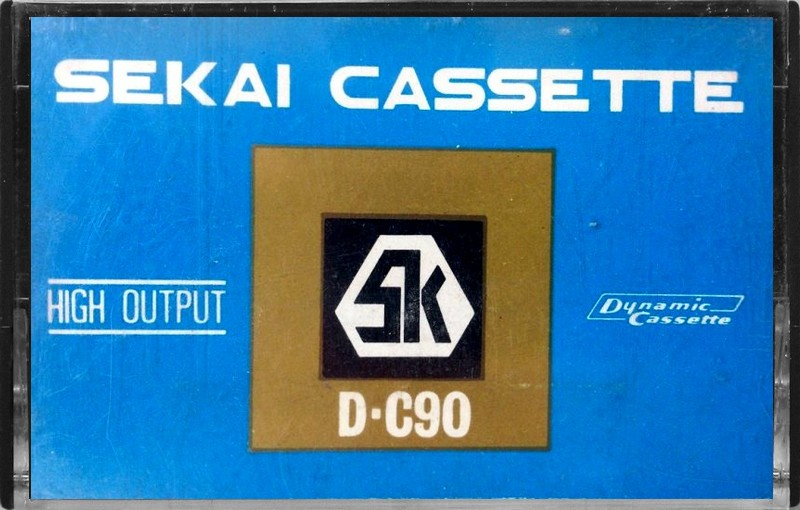 SEKAI CASSETTE
HIGH OUTPUT
SK
Dynamic
Cassette
D·C90